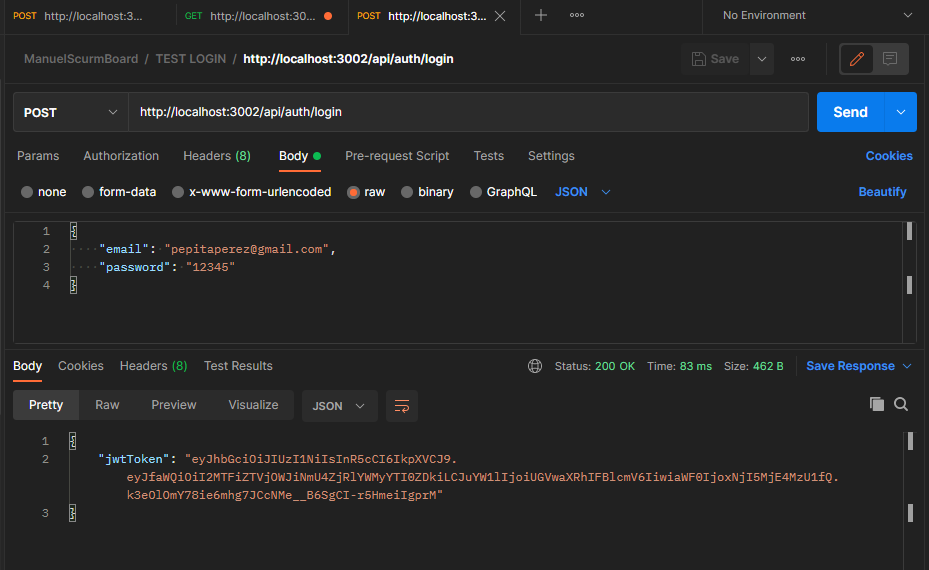 POST http://localhost:3... GET http://localhost:30... POST http://localhost:3... No Environment
ManuelScurmBoard / TEST LOGIN / http://localhost:3002/api/auth/login Save
POST http://localhost:3002/api/auth/login Send
Params Authorization Headers (8) Body Pre-request Script Tests Settings Cookies
none form-data x-www-form-urlencoded raw binary GraphQL JSON Beautify
1 {
2 "email": "pepitaperez@gmail.com",
3 "password": "12345"
4 }
Body Cookies Headers (8) Test Results Status: 200 OK Time: 83 ms Size: 462 B Save Response
Pretty Raw Preview Visualize JSON
1 {
2 "jwtToken": "eyJhbGciOiJIUzI1NiIsInR5cCI6IkpXVCJ9.
eyJfaWQiOiI2MTFiZTVjOWJiNmU4ZjRlYWMyYTI0ZDkiLCJuYW1lIjoiUGVwaXRhIFBlcmV6IiwiaWF0IjoxNjI5MjE4MzU1fQ.
k3eOlOmY78ie6mhg7JCcNMe__B6SgCI-r5HmeiIgprM"
3 }